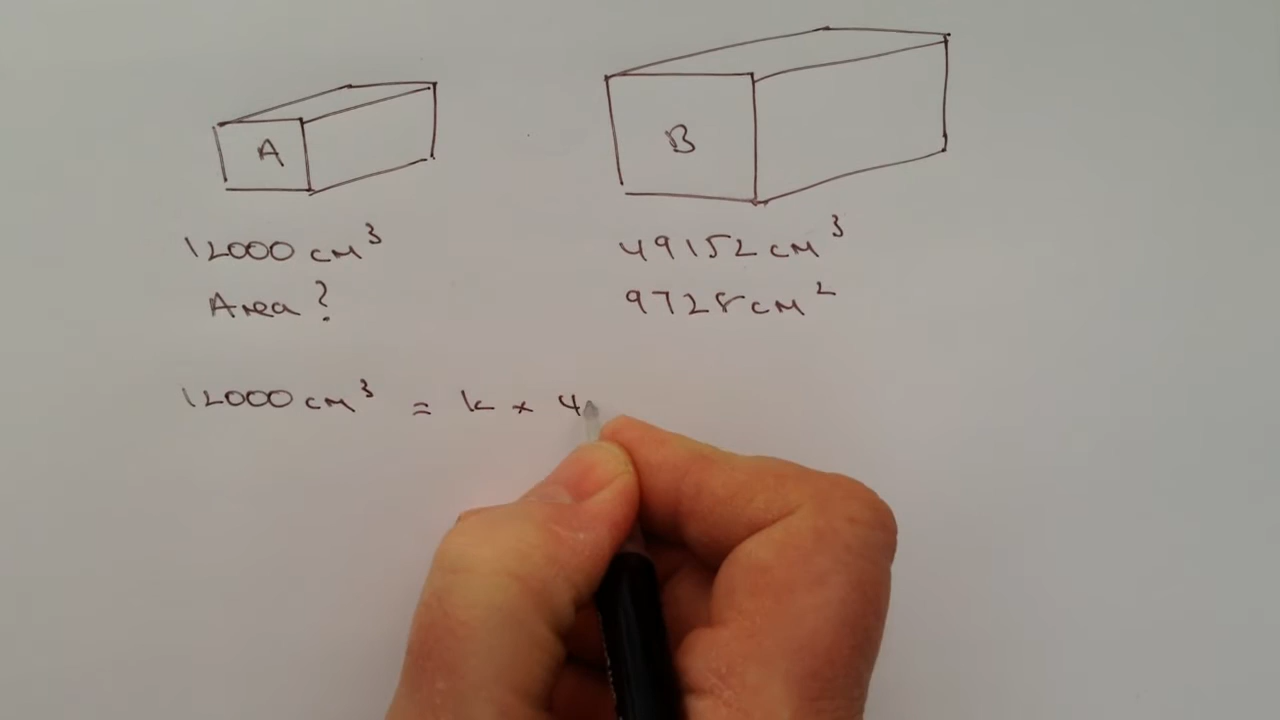 A B
12000 cm³ 49152 cm³
Area ? 9728 cm²
12000 cm³ = k × 4